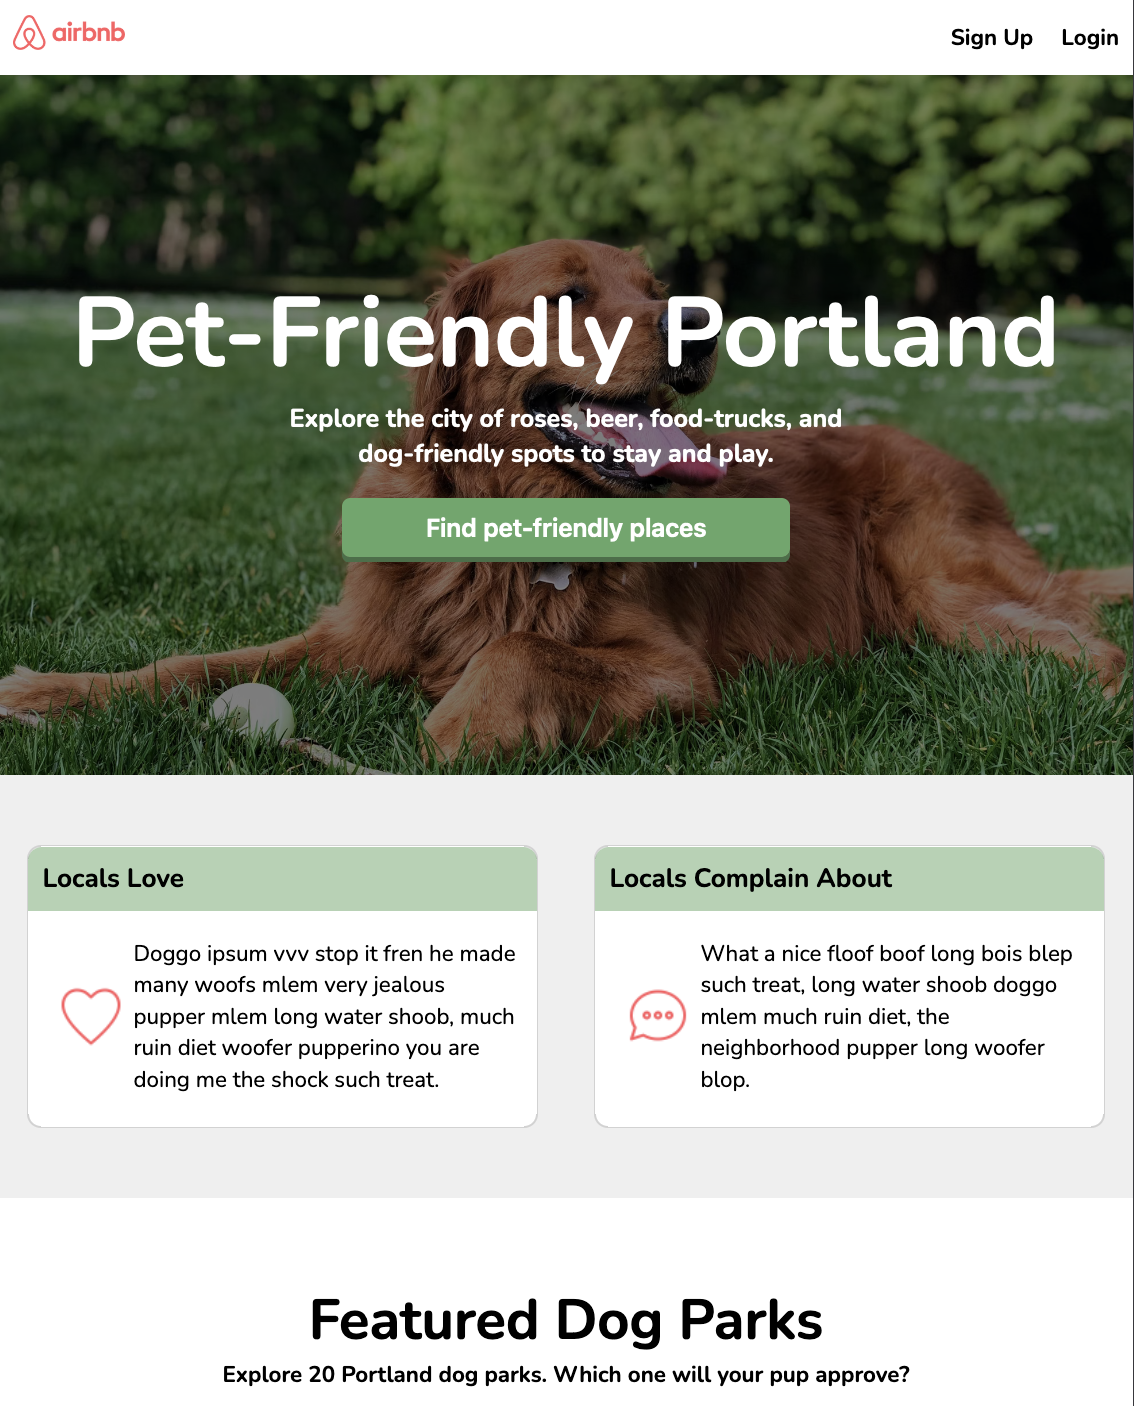 airbnb
Sign Up Login
Pet-Friendly Portland
Explore the city of roses, beer, food-trucks, and
dog-friendly spots to stay and play.
Find pet-friendly places
Locals Love
Doggo ipsum vvv stop it fren he made
many woofs mlem very jealous
pupper mlem long water shoob, much
ruin diet woofer pupperino you are
doing me the shock such treat.
Locals Complain About
What a nice floof boof long bois blep
such treat, long water shoob doggo
mlem much ruin diet, the
neighborhood pupper long woofer
blop.
Featured Dog Parks
Explore 20 Portland dog parks. Which one will your pup approve?